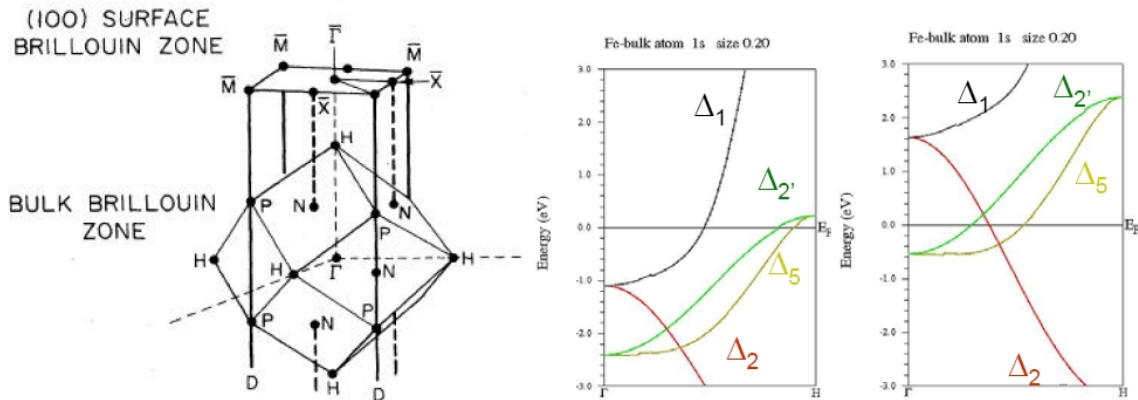 (100) SURFACE
BRILLOUIN ZONE
Γ̅
M̅
M̅
X̅
M̅
X̅
H
BULK BRILLOUIN
ZONE
P
N
N
P
H
H
Γ̅
H
N
P
P
N
D
H
D
Fe-bulk atom 1s size 0.20
Energy (eV)
3.0
2.0
1.0
0.0
-1.0
-2.0
-3.0
Δ1
Δ2'
EF
Δ5
Δ2
Γ
H
Fe-bulk atom 1s size 0.20
Energy (eV)
3.0
2.0
1.0
0.0
-1.0
-2.0
-3.0
Δ1
Δ2'
Δ5
EF
Δ2
Γ
H